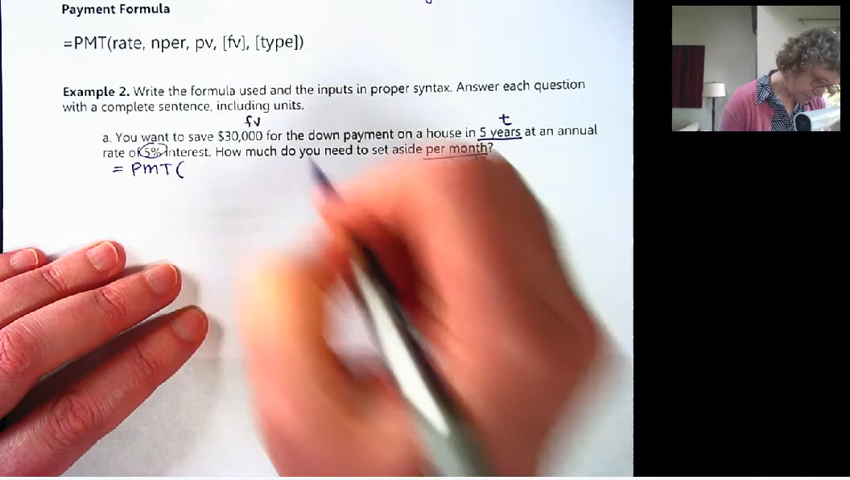 Payment Formula
=PMT(rate, nper, pv, [fv], [type])
Example 2. Write the formula used and the inputs in proper syntax. Answer each question
with a complete sentence, including units.
fv t
a. You want to save $30,000 for the down payment on a house in 5 years at an annual
rate of 5% interest. How much do you need to set aside per month?
= PMT(